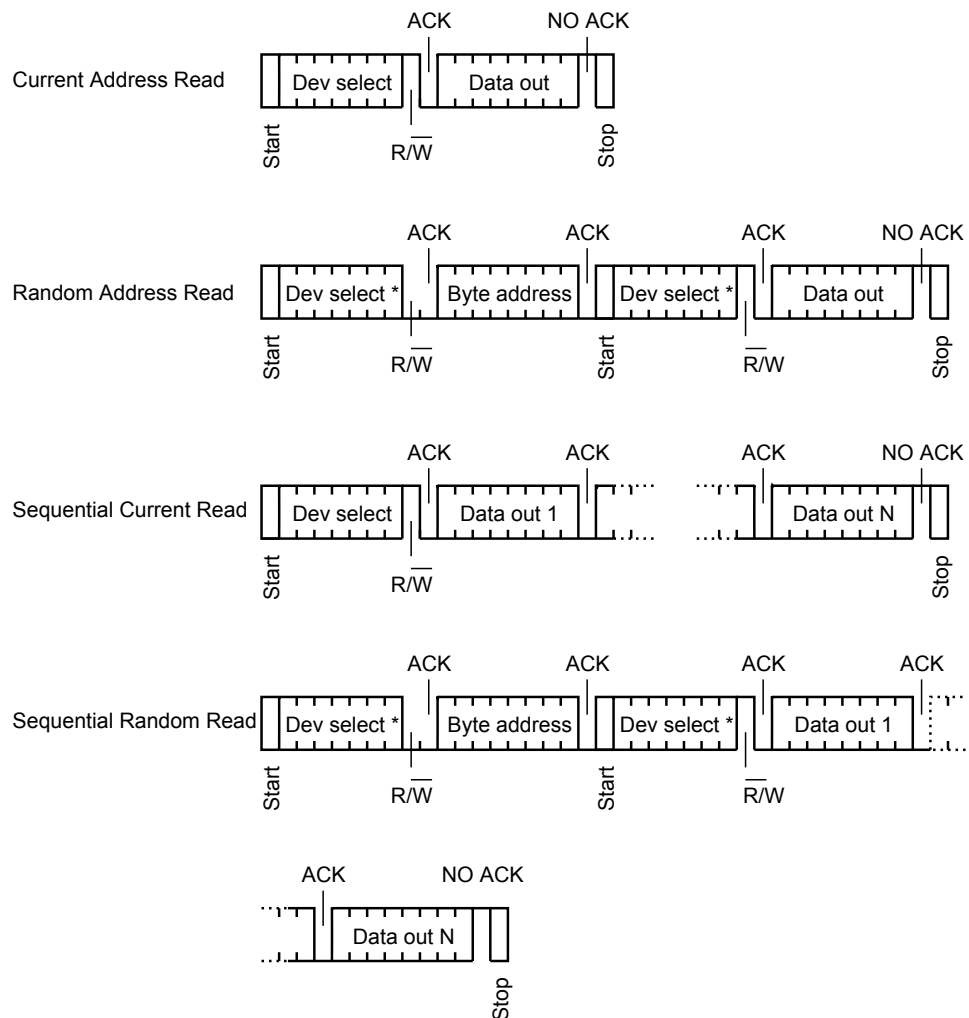 ACK NO ACK
Current Address Read Dev select Data out
Start R/W̅ Stop
ACK ACK ACK NO ACK
Random Address Read Dev select * Byte address Dev select * Data out
Start R/W̅ Start R̅/W Stop
ACK ACK ACK NO ACK
Sequential Current Read Dev select Data out 1 Data out N
Start R/W̅ Stop
ACK ACK ACK ACK
Sequential Random Read Dev select * Byte address Dev select * Data out 1
Start R/W̅ Start R̅/W
ACK NO ACK
Data out N
Stop